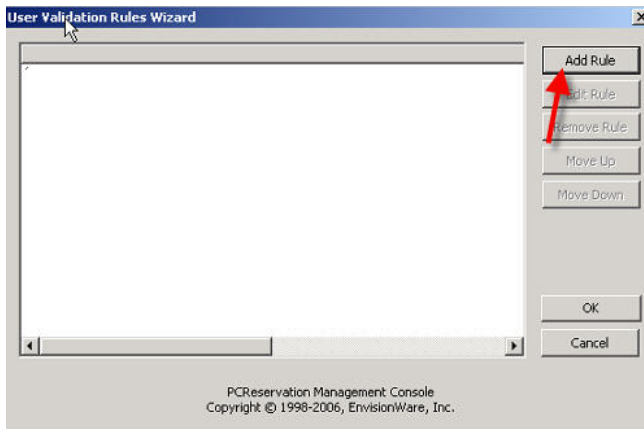 User Validation Rules Wizard
Add Rule
Edit Rule
Remove Rule
Move Up
Move Down
OK
Cancel
PCReservation Management Console
Copyright © 1998-2006, EnvisionWare, Inc.